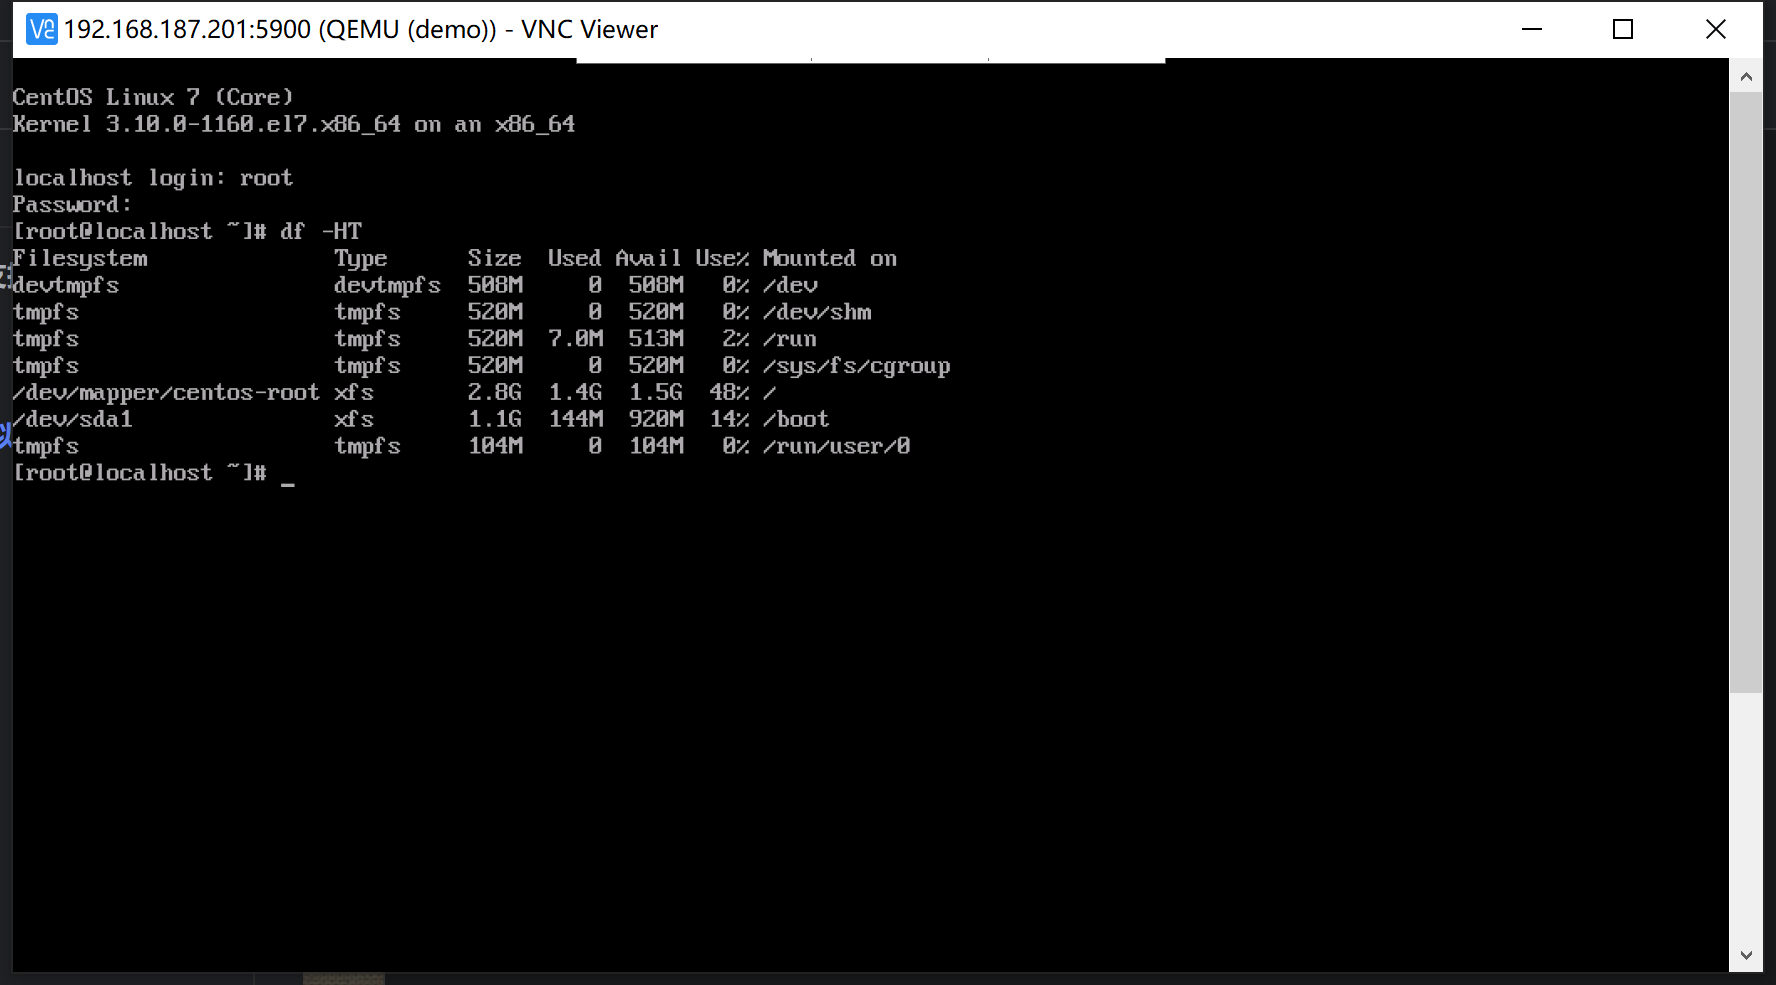 192.168.187.201:5900 (QEMU (demo)) - VNC Viewer
CentOS Linux 7 (Core)
Kernel 3.10.0-1160.el7.x86_64 on an x86_64
localhost login: root
Password:
[root@localhost ~]# df -HT
Filesystem Type Size Used Avail Use% Mounted on
devtmpfs devtmpfs 508M 0 508M 0% /dev
tmpfs tmpfs 520M 0 520M 0% /dev/shm
tmpfs tmpfs 520M 7.0M 513M 2% /run
tmpfs tmpfs 520M 0 520M 0% /sys/fs/cgroup
/dev/mapper/centos-root xfs 2.8G 1.4G 1.5G 48% /
/dev/sda1 xfs 1.1G 144M 920M 14% /boot
tmpfs tmpfs 104M 0 104M 0% /run/user/0
[root@localhost ~]# _